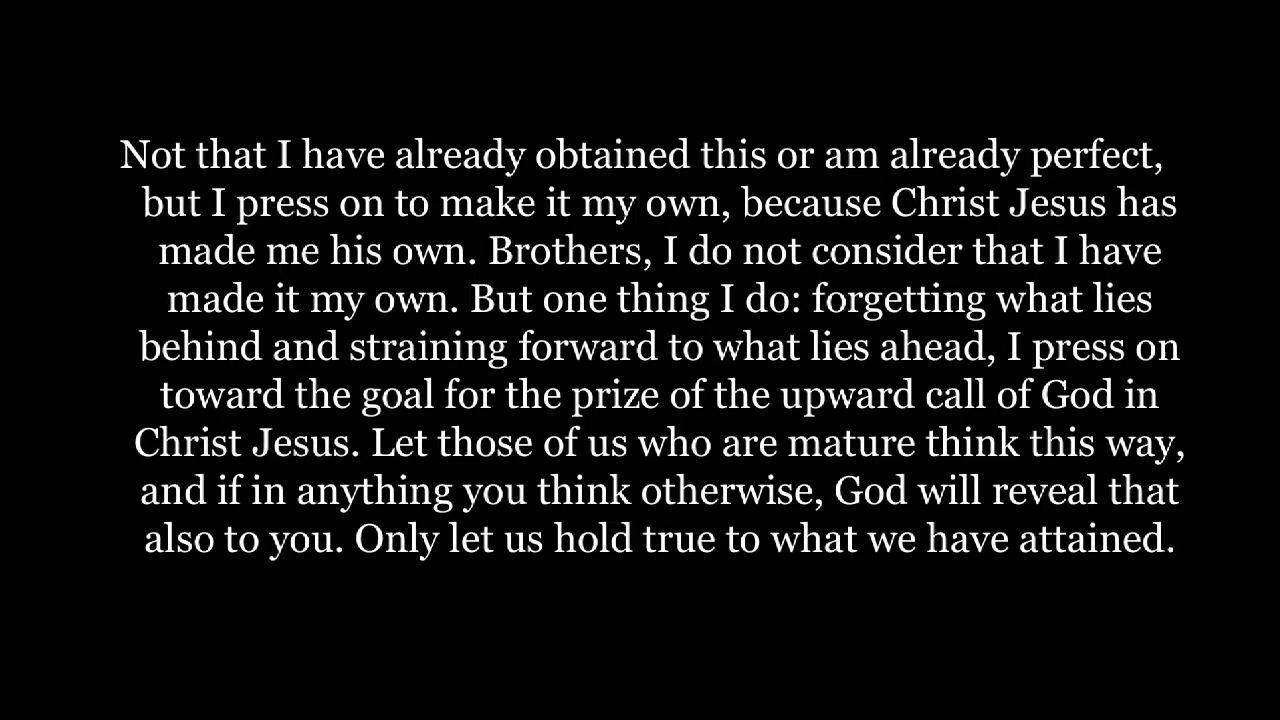 Not that I have already obtained this or am already perfect,
but I press on to make it my own, because Christ Jesus has
made me his own. Brothers, I do not consider that I have
made it my own. But one thing I do: forgetting what lies
behind and straining forward to what lies ahead, I press on
toward the goal for the prize of the upward call of God in
Christ Jesus. Let those of us who are mature think this way,
and if in anything you think otherwise, God will reveal that
also to you. Only let us hold true to what we have attained.